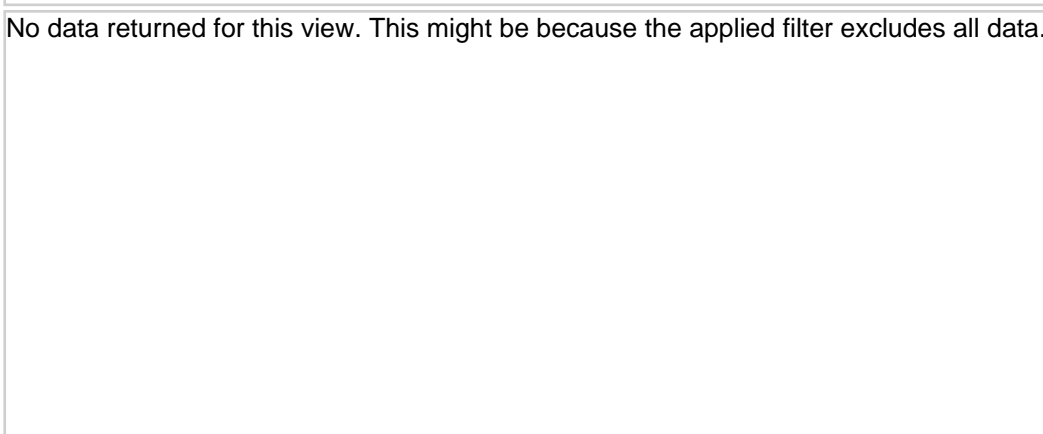 No data returned for this view. This might be because the applied filter excludes all data.